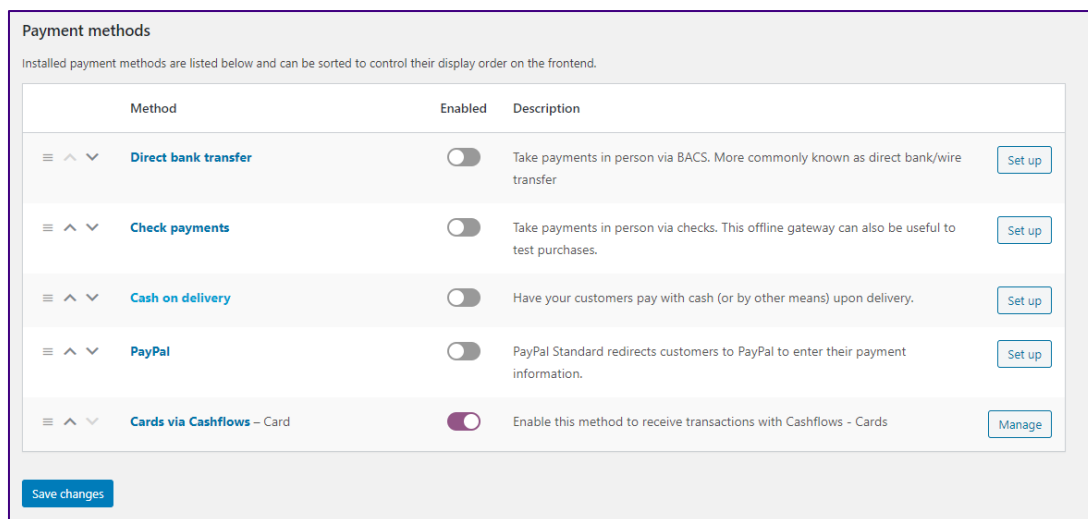 Payment methods
Installed payment methods are listed below and can be sorted to control their display order on the frontend.
Method Enabled Description
Direct bank transfer Take payments in person via BACS. More commonly known as direct bank/wire Set up
transfer
Check payments Take payments in person via checks. This offline gateway can also be useful to Set up
test purchases.
Cash on delivery Have your customers pay with cash (or by other means) upon delivery. Set up
PayPal PayPal Standard redirects customers to PayPal to enter their payment Set up
information.
Cards via Cashflows – Card Enable this method to receive transactions with Cashflows - Cards Manage
Save changes